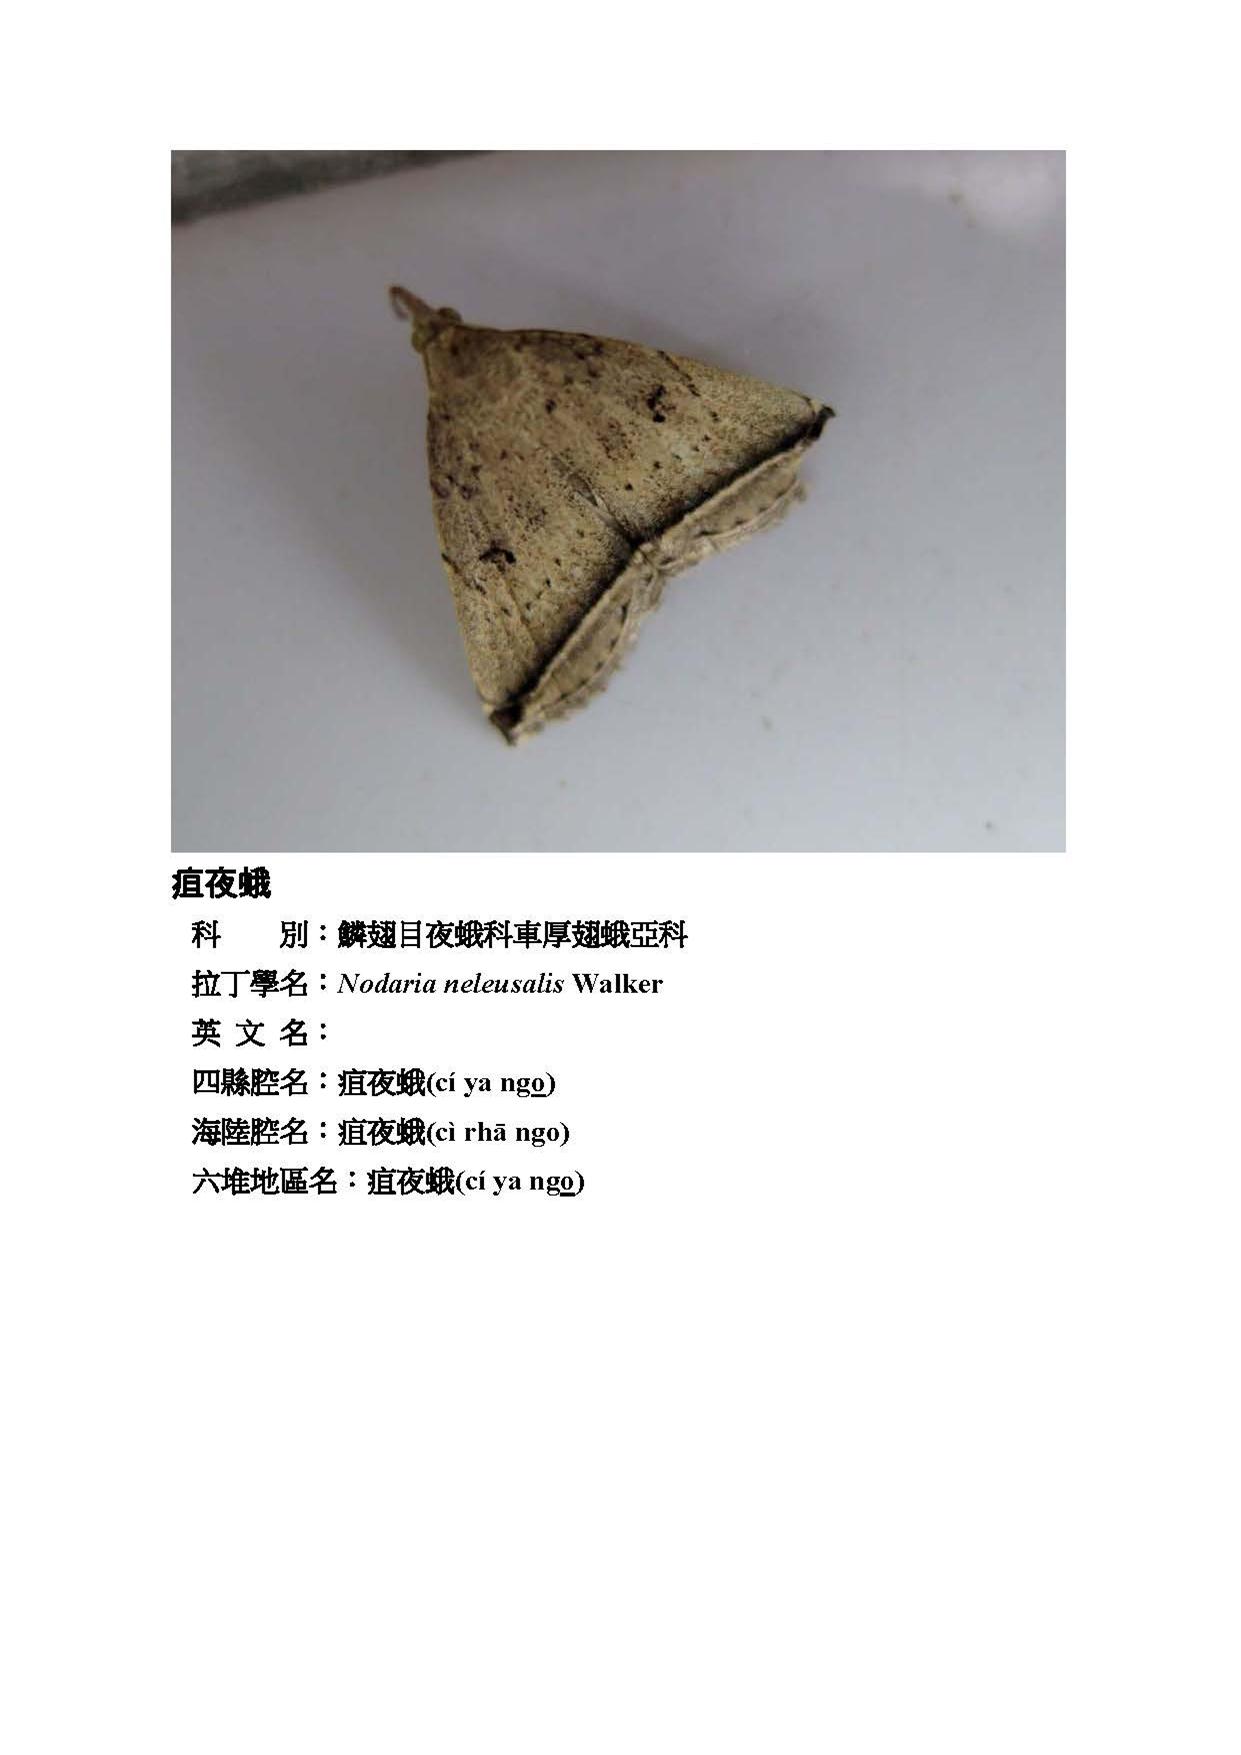 疽夜蛾
科　　別：鱗翅目夜蛾科車厚翅蛾亞科
拉丁學名：Nodaria neleusalis Walker
英 文 名：
四縣腔名：疽夜蛾(cí ya ngo)
海陸腔名：疽夜蛾(cì rhā ngo)
六堆地區名：疽夜蛾(cí ya ngo)